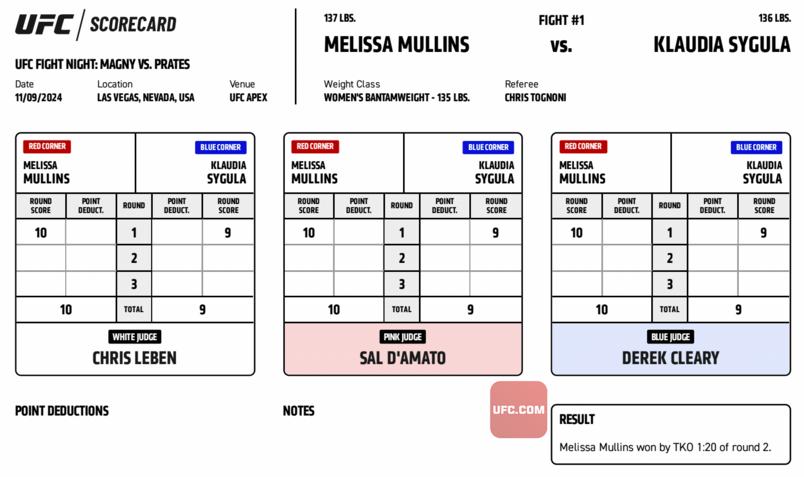 UFC SCORECARD
UFC FIGHT NIGHT: MAGNY VS. PRATES
Date Location Venue
11/09/2024 LAS VEGAS, NEVADA, USA UFC APEX
137 LBS. FIGHT #1 136 LBS.
MELISSA MULLINS vs. KLAUDIA SYGULA
Weight Class Referee
WOMEN'S BANTAMWEIGHT - 135 LBS. CHRIS TOGNONI
RED CORNER BLUE CORNER
MELISSA KLAUDIA
MULLINS SYGULA
ROUND SCORE POINT DEDUCT. ROUND POINT DEDUCT. ROUND SCORE
10 1 9
2
3
10 TOTAL 9
WHITE JUDGE
CHRIS LEBEN
RED CORNER BLUE CORNER
MELISSA KLAUDIA
MULLINS SYGULA
ROUND SCORE POINT DEDUCT. ROUND POINT DEDUCT. ROUND SCORE
10 1 9
2
3
10 TOTAL 9
PINK JUDGE
SAL D'AMATO
RED CORNER BLUE CORNER
MELISSA KLAUDIA
MULLINS SYGULA
ROUND SCORE POINT DEDUCT. ROUND POINT DEDUCT. ROUND SCORE
10 1 9
2
3
10 TOTAL 9
BLUE JUDGE
DEREK CLEARY
POINT DEDUCTIONS
NOTES
UFC.COM
RESULT
Melissa Mullins won by TKO 1:20 of round 2.